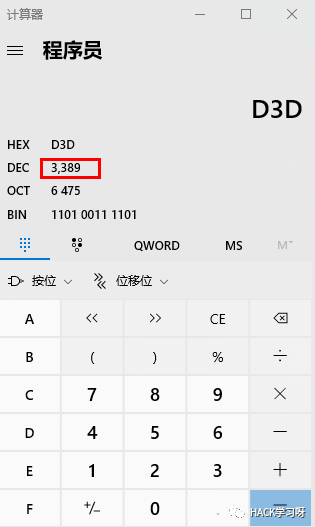 计算器
程序员
D3D
HEX D3D
DEC 3,389
OCT 6 475
BIN 1101 0011 1101
QWORD MS M˅
按位 位移位
A << >> CE
B ( ) % ÷
C 7 8 9 ×
D 4 5 6 −
E 1 2 3 +
F +/− 0 . =
HACK学习呀